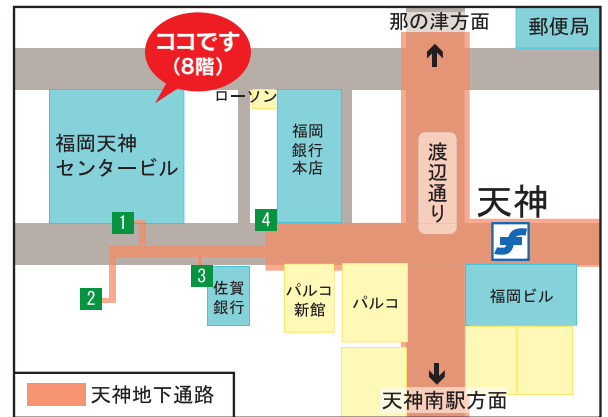 那の津方面
郵便局
ココです
(8階)
ローソン
福岡天神
センタービル
福岡
銀行
本店
渡辺通り
天神
1
4
3
2
佐賀
銀行
パルコ
新館
パルコ
福岡ビル
天神地下通路
天神南駅方面